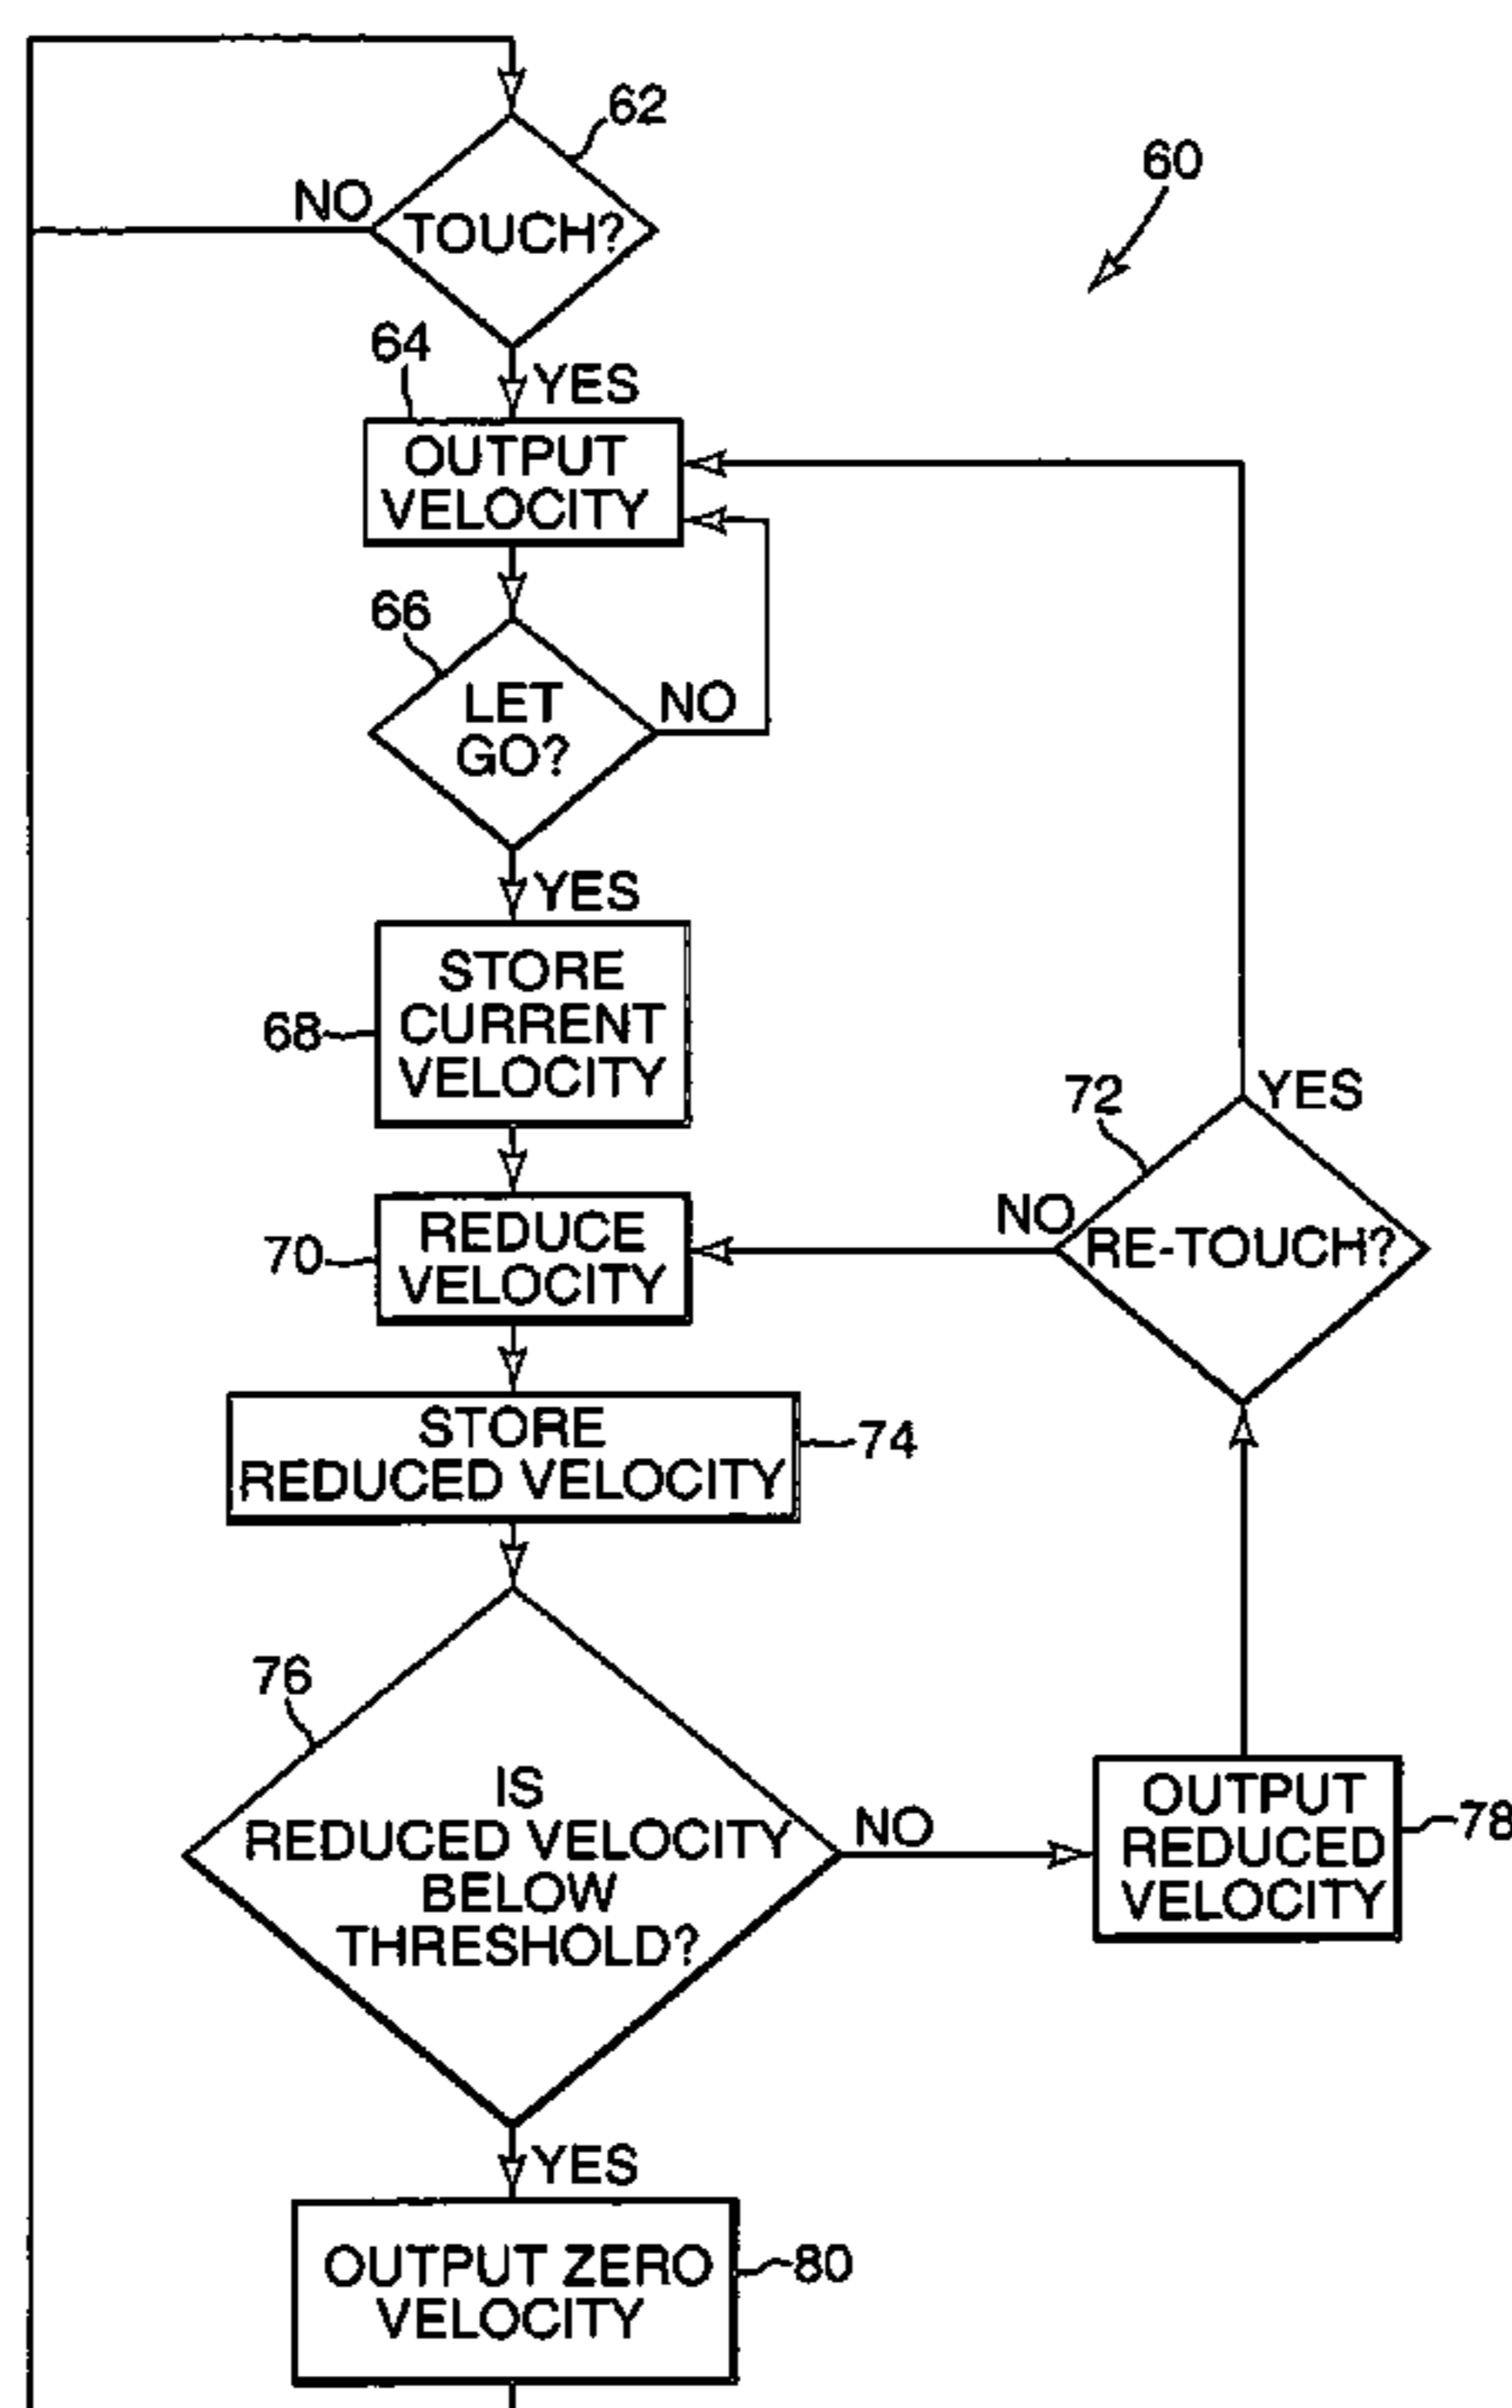 62
60
NO
TOUCH?
64
YES
OUTPUT
VELOCITY
66
LET
GO?
NO
YES
STORE
CURRENT
VELOCITY
68
72
YES
NO
RE-TOUCH?
REDUCE
VELOCITY
70
STORE
REDUCED VELOCITY
74
76
IS
REDUCED VELOCITY
BELOW
THRESHOLD?
NO
OUTPUT
REDUCED
VELOCITY
78
YES
OUTPUT ZERO
VELOCITY
80